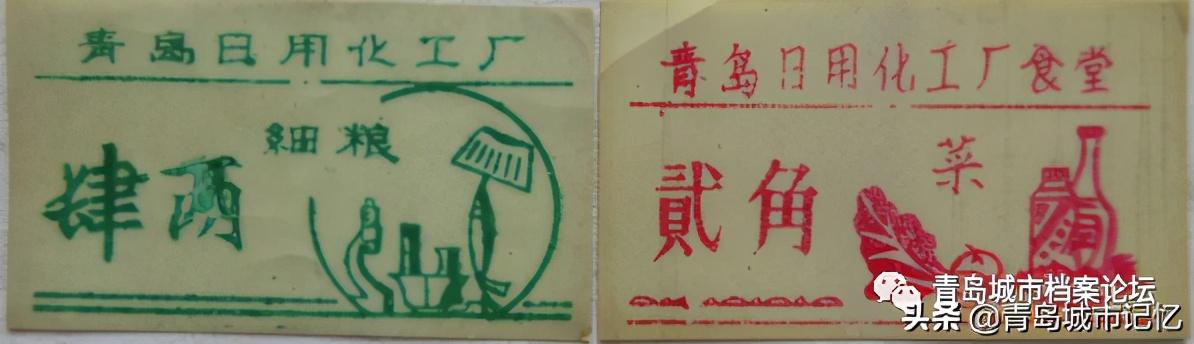 青岛日用化工厂
細粮
肆两
青岛日用化工厂食堂
菜
貳角
青岛城市档案论坛
头条@青岛城市记忆